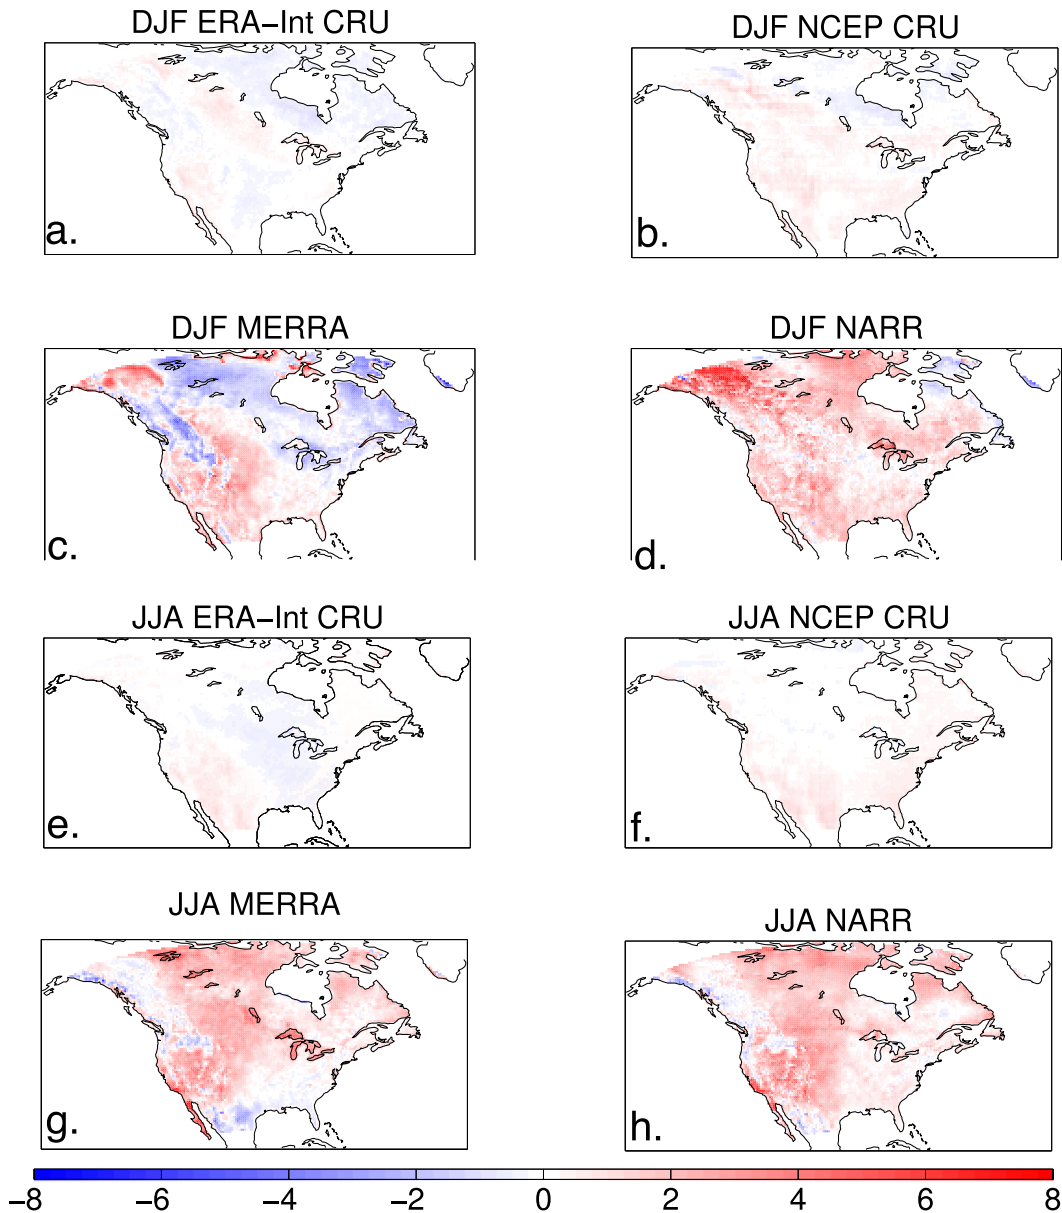 DJF ERA−Int CRU
DJF NCEP CRU
a.
b.
DJF MERRA
DJF NARR
c.
d.
JJA ERA−Int CRU
JJA NCEP CRU
e.
f.
JJA MERRA
JJA NARR
g.
h.
−8 −6 −4 −2 0 2 4 6 8